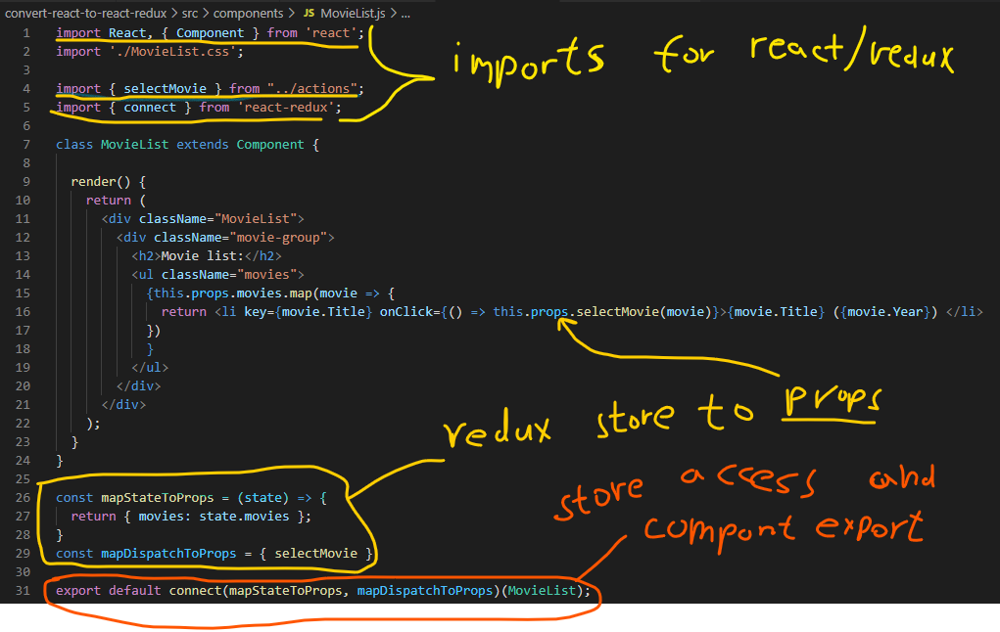 convert-react-to-react-redux > src > components > JS MovieList.js > ...
1 import React, { Component } from 'react';
2 import './MovieList.css';
3
4 import { selectMovie } from "../actions";
5 import { connect } from 'react-redux';
imports for react/redux
6
7 class MovieList extends Component {
8
9 render() {
10 return (
11 <div className="MovieList">
12 <div className="movie-group">
13 <h2>Movie list:</h2>
14 <ul className="movies">
15 {this.props.movies.map(movie => {
16 return <li key={movie.Title} onClick={() => this.props.selectMovie(movie)}>{movie.Title} ({movie.Year}) </li>
17 })
18 }
19 </ul>
20 </div>
21 </div>
22 );
23 }
24 }
redux store to props
25
26 const mapStateToProps = (state) => {
27 return { movies: state.movies };
28 }
29 const mapDispatchToProps = { selectMovie }
store access and
compont export
30
31 export default connect(mapStateToProps, mapDispatchToProps)(MovieList);